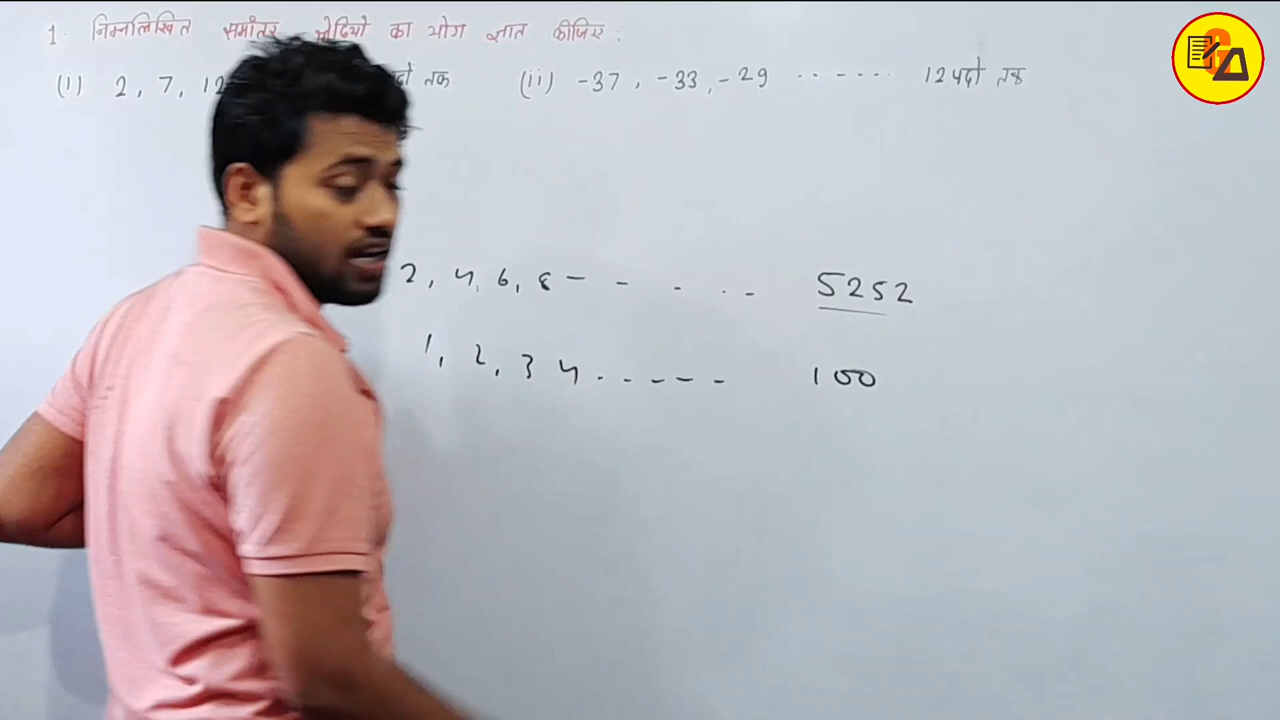 1. निम्नलिखित समांतर श्रेढियो का योग ज्ञात कीजिए.
(i) 2, 7, 12 तक (ii) -37, -33, -29 ....... 12 पदों तक
2, 4, 6, 8 - - - . . - 5252
1, 2, 3 4 . - - - - 100